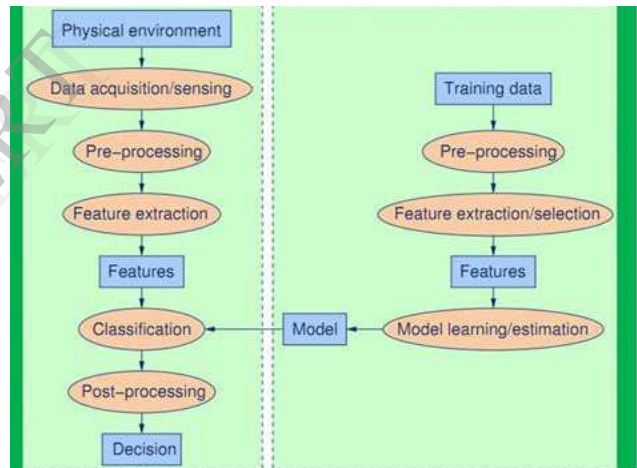 Physical environment
Data acquisition/sensing
Pre−processing
Feature extraction
Features
Classification
Post−processing
Decision
Training data
Pre−processing
Feature extraction/selection
Features
Model learning/estimation
Model